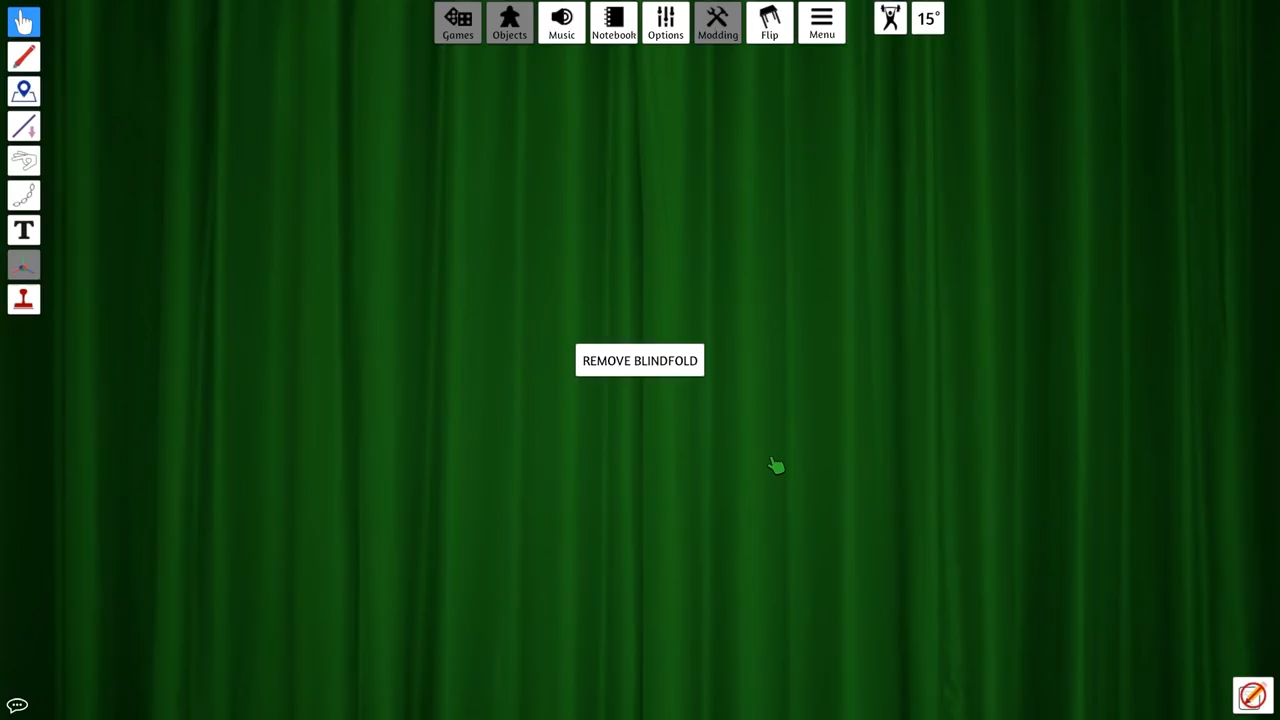 Games
Objects
Music
Notebook
Options
Modding
Flip
Menu
15°
T
REMOVE BLINDFOLD